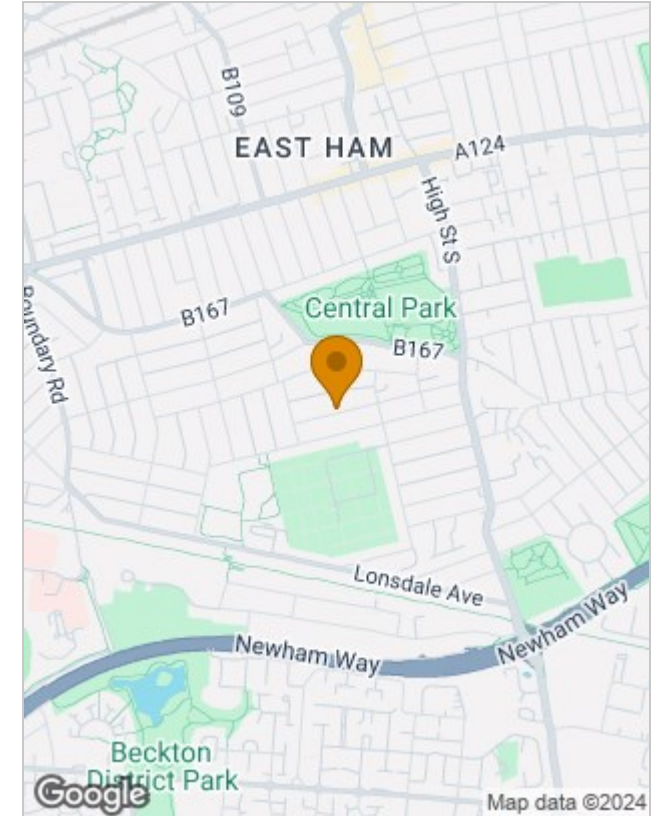 B109
EAST HAM
A124
High St S
Central Park
B167
B167
Boundary Rd
Lonsdale Ave
Newham Way
Newham Way
Beckton
District Park
Google
Map data ©2024